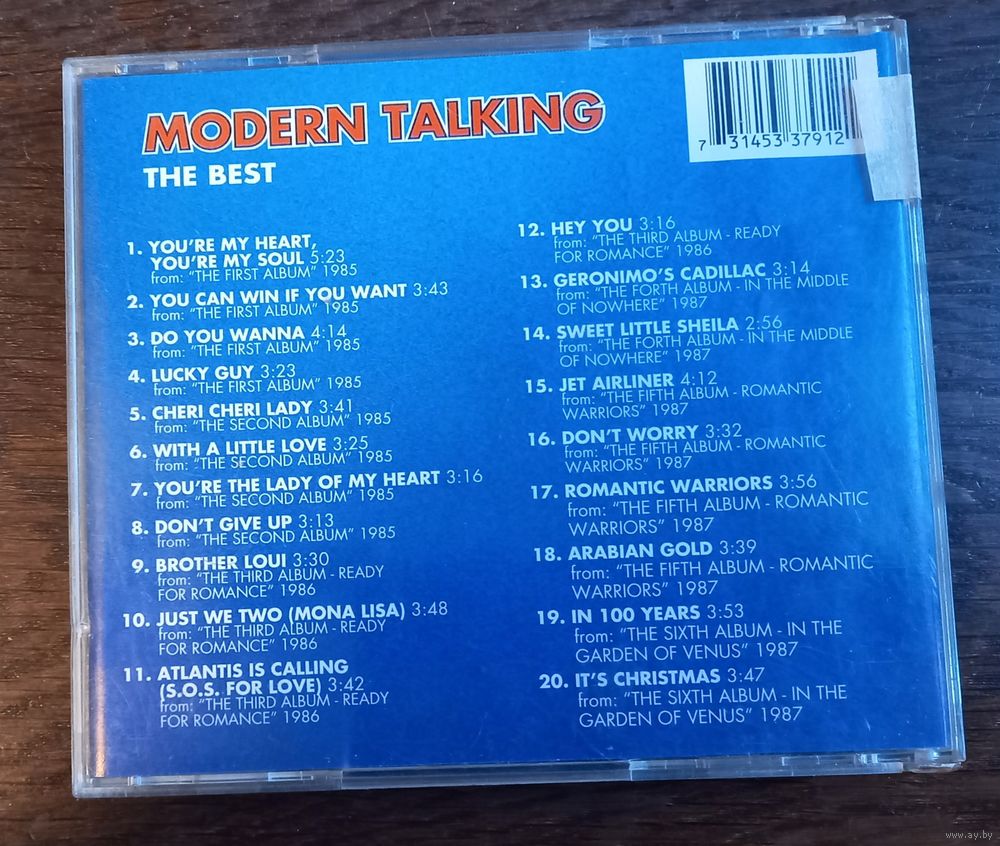 MODERN TALKING
THE BEST
7 31453 37912
1. YOU'RE MY HEART,
YOU'RE MY SOUL 5:23
from: "THE FIRST ALBUM" 1985
2. YOU CAN WIN IF YOU WANT 3:43
from: "THE FIRST ALBUM" 1985
3. DO YOU WANNA 4:14
from: "THE FIRST ALBUM" 1985
4. LUCKY GUY 3:23
from: "THE FIRST ALBUM" 1985
5. CHERI CHERI LADY 3:41
from: "THE SECOND ALBUM" 1985
6. WITH A LITTLE LOVE 3:25
from: "THE SECOND ALBUM" 1985
7. YOU'RE THE LADY OF MY HEART 3:16
from: "THE SECOND ALBUM" 1985
8. DON'T GIVE UP 3:13
from: "THE SECOND ALBUM" 1985
9. BROTHER LOUI 3:30
from: "THE THIRD ALBUM - READY
FOR ROMANCE" 1986
10. JUST WE TWO (MONA LISA) 3:48
from: "THE THIRD ALBUM - READY
FOR ROMANCE" 1986
11. ATLANTIS IS CALLING
(S.O.S. FOR LOVE) 3:42
from: "THE THIRD ALBUM - READY
FOR ROMANCE" 1986
12. HEY YOU 3:16
from: "THE THIRD ALBUM - READY
FOR ROMANCE" 1986
13. GERONIMO'S CADILLAC 3:14
from: "THE FORTH ALBUM - IN THE MIDDLE
OF NOWHERE" 1987
14. SWEET LITTLE SHEILA 2:56
from: "THE FORTH ALBUM - IN THE MIDDLE
OF NOWHERE" 1987
15. JET AIRLINER 4:12
from: "THE FIFTH ALBUM - ROMANTIC
WARRIORS" 1987
16. DON'T WORRY 3:32
from: "THE FIFTH ALBUM - ROMANTIC
WARRIORS" 1987
17. ROMANTIC WARRIORS 3:56
from: "THE FIFTH ALBUM - ROMANTIC
WARRIORS" 1987
18. ARABIAN GOLD 3:39
from: "THE FIFTH ALBUM - ROMANTIC
WARRIORS" 1987
19. IN 100 YEARS 3:53
from: "THE SIXTH ALBUM - IN THE
GARDEN OF VENUS" 1987
20. IT'S CHRISTMAS 3:47
from: "THE SIXTH ALBUM - IN THE
GARDEN OF VENUS" 1987
www.ay.by